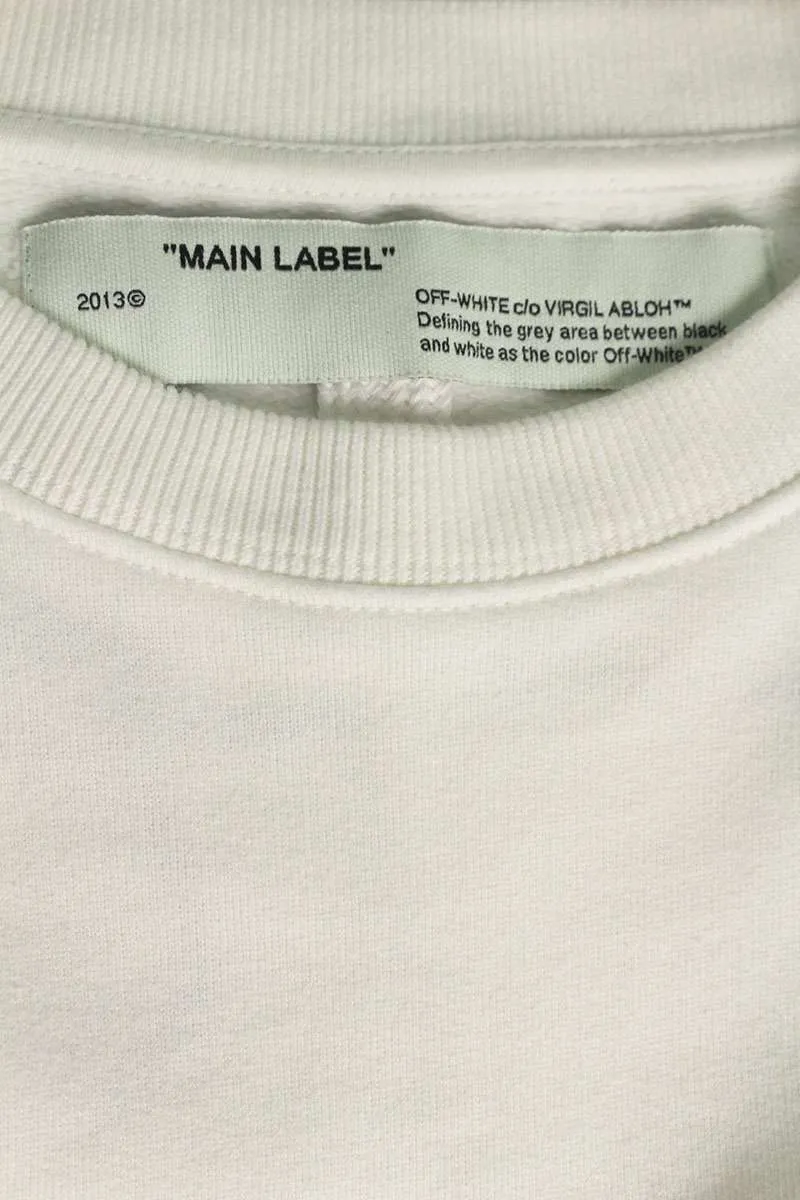 "MAIN LABEL"
2013©
OFF-WHITE c/o VIRGIL ABLOH™
Defining the grey area between black
and white as the color Off-White™